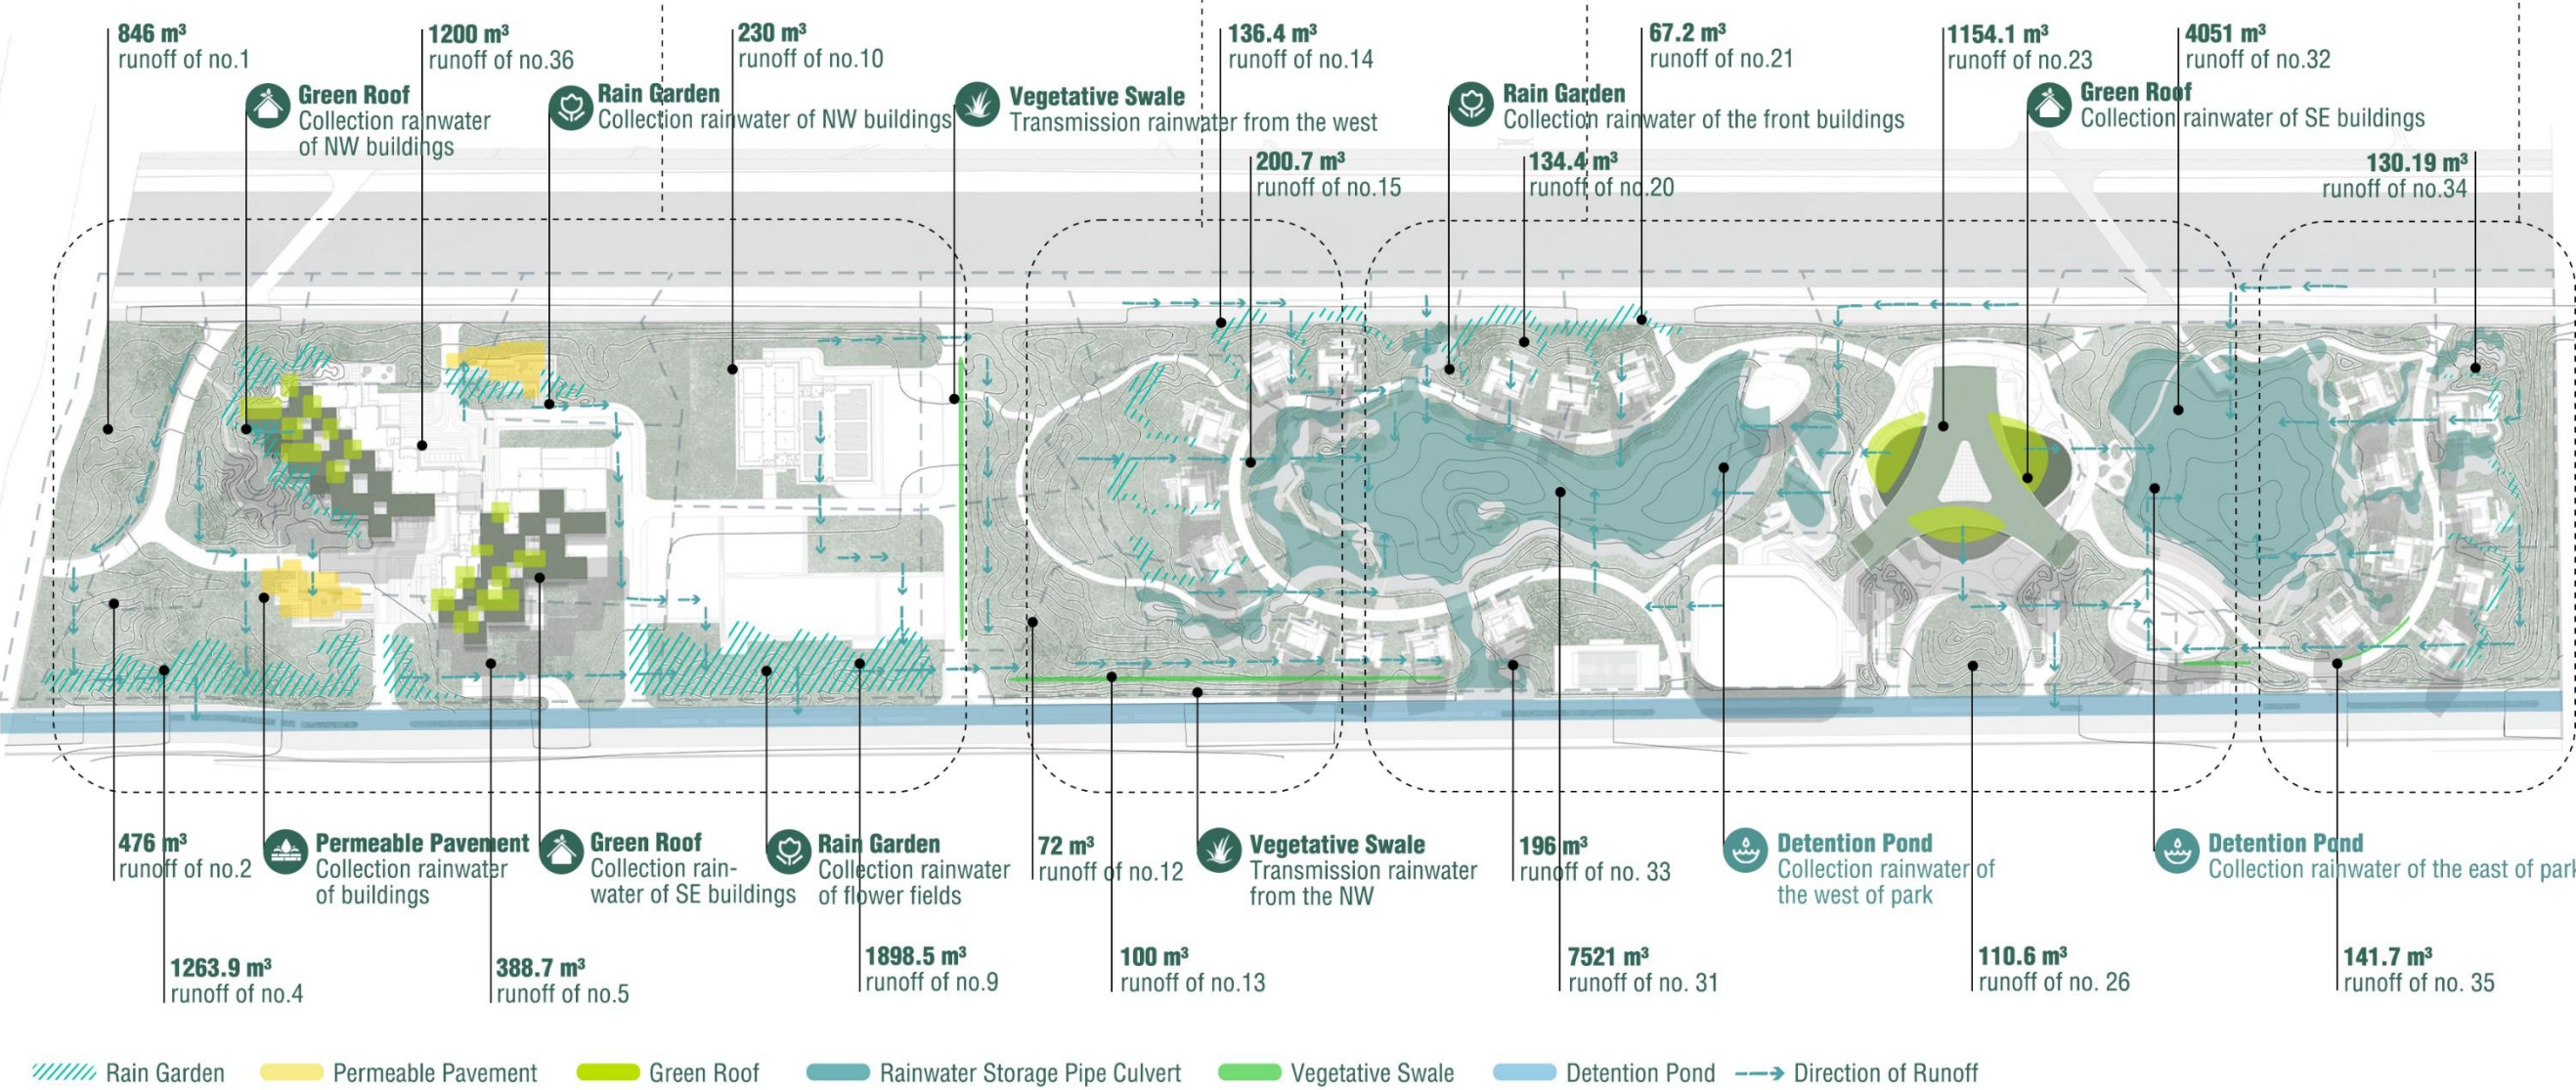 846 m³
runoff of no.1
1200 m³
runoff of no.36
230 m³
runoff of no.10
136.4 m³
runoff of no.14
67.2 m³
runoff of no.21
1154.1 m³
runoff of no.23
4051 m³
runoff of no.32
Green Roof
Collection rainwater
of NW buildings
Rain Garden
Collection rainwater of NW buildings
Vegetative Swale
Transmission rainwater from the west
Rain Garden
Collection rainwater of the front buildings
Green Roof
Collection rainwater of SE buildings
200.7 m³
runoff of no.15
134.4 m³
runoff of no.20
130.19 m³
runoff of no.34
476 m³
runoff of no.2
Permeable Pavement
Collection rainwater
of buildings
Green Roof
Collection rain-
water of SE buildings
Rain Garden
Collection rainwater
of flower fields
72 m³
runoff of no.12
Vegetative Swale
Transmission rainwater
from the NW
196 m³
runoff of no. 33
Detention Pond
Collection rainwater of
the west of park
Detention Pond
Collection rainwater of the east of park
1263.9 m³
runoff of no.4
388.7 m³
runoff of no.5
1898.5 m³
runoff of no.9
100 m³
runoff of no.13
7521 m³
runoff of no. 31
110.6 m³
runoff of no. 26
141.7 m³
runoff of no. 35
Rain Garden
Permeable Pavement
Green Roof
Rainwater Storage Pipe Culvert
Vegetative Swale
Detention Pond
Direction of Runoff